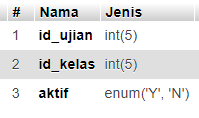 # Nama Jenis
1 id_ujian int(5)
2 id_kelas int(5)
3 aktif enum('Y', 'N')